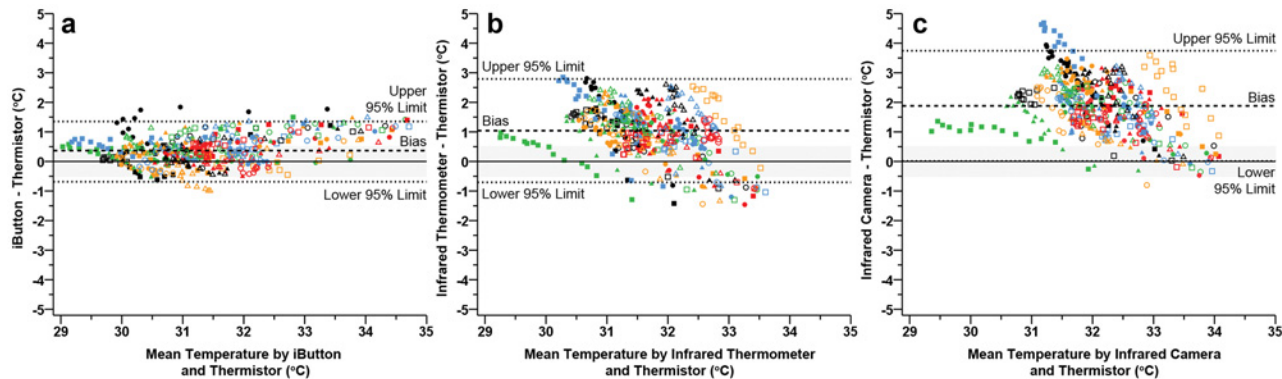 a
5
4
3
2
1
0
-1
-2
-3
-4
-5
iButton - Thermistor (°C)
Upper
95% Limit
Bias
Lower 95% Limit
29 30 31 32 33 34 35
Mean Temperature by iButton
and Thermistor (°C)
b
5
4
3
2
1
0
-1
-2
-3
-4
-5
Infrared Thermometer - Thermistor (°C)
Upper 95% Limit
Bias
Lower 95% Limit
29 30 31 32 33 34 35
Mean Temperature by Infrared Thermometer
and Thermistor (°C)
c
5
4
3
2
1
0
-1
-2
-3
-4
-5
Infrared Camera - Thermistor (°C)
Upper 95% Limit
Bias
Lower
95% Limit
29 30 31 32 33 34 35
Mean Temperature by Infrared Camera
and Thermistor (°C)